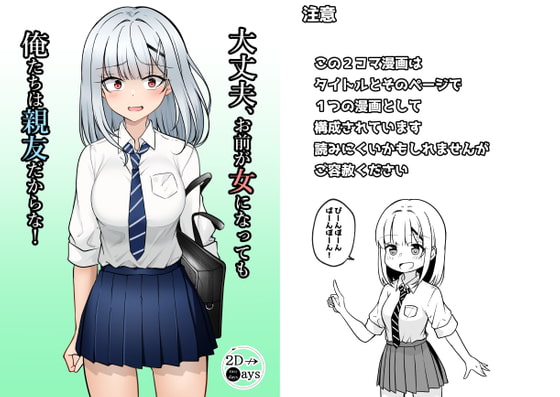 大丈夫、お前が女になっても
俺たちは親友だからな!
2D→
ays
注意
この2コマ漫画は
タイトルとそのページで
1つの漫画として
構成されています
読みにくいかもしれませんが
ご容赦ください
ぴーんぽーん
ぱーんぽーん!